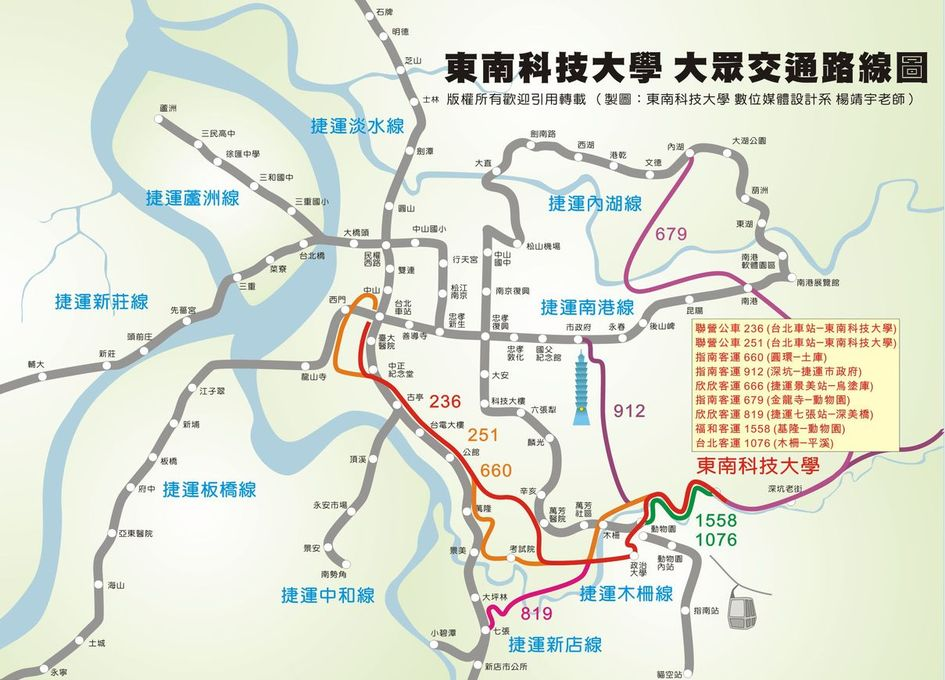 東南科技大學 大眾交通路線圖
版權所有歡迎引用轉載 （製圖：東南科技大學 數位媒體設計系 楊靖宇老師）
石牌
明德
芝山
士林
劍潭
圓山
捷運淡水線
蘆洲
三民高中
徐匯中學
三和國中
三重國小
捷運蘆洲線
大橋頭
台北橋
菜寮
三重
先嗇宮
頭前庄
新莊
輔大
捷運新莊線
民權西路
中山國小
行天宮
松江南京
忠孝新生
雙連
中山
台北車站
善導寺
西門
龍山寺
江子翠
新埔
板橋
府中
亞東醫院
海山
土城
永寧
捷運板橋線
劍南路
西湖
港乾
文德
內湖
大湖公園
葫洲
東湖
南港軟體園區
南港展覽館
大直
松山機場
中山國中
南京復興
忠孝復興
捷運內湖線
679
捷運南港線
忠孝敦化
國父紀念館
市政府
永春
後山埤
昆陽
南港
大安
科技大樓
六張犁
麟光
辛亥
萬芳醫院
萬芳社區
木柵
動物園
動物園內站
指南站
貓空站
政治大學
台大醫院
中正紀念堂
古亭
台電大樓
公館
萬隆
景美
考試院
大坪林
七張
小碧潭
新店市公所
頂溪
永安市場
景安
南勢角
捷運中和線
捷運新店線
捷運木柵線
236
251
660
912
819
1558
1076
聯營公車 236 (台北車站–東南科技大學)
聯營公車 251 (台北車站–東南科技大學)
指南客運 660 (圓環–土庫)
指南客運 912 (深坑–捷運市政府)
欣欣客運 666 (捷運景美站–烏塗庫)
指南客運 679 (金龍寺–動物園)
欣欣客運 819 (捷運七張站–深美橋)
福和客運 1558 (基隆–動物園)
台北客運 1076 (木柵–平溪)
東南科技大學
深坑老街